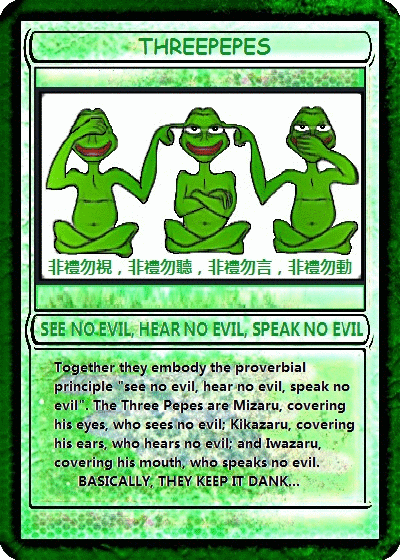 THREEPEPES
非禮勿視，非禮勿聽，非禮勿言，非禮勿動
SEE NO EVIL, HEAR NO EVIL, SPEAK NO EVIL
Together they embody the proverbial
principle "see no evil, hear no evil, speak no
evil". The Three Pepes are Mizaru, covering
his eyes, who sees no evil; Kikazaru, covering
his ears, who hears no evil; and Iwazaru,
covering his mouth, who speaks no evil.
BASICALLY, THEY KEEP IT DANK...